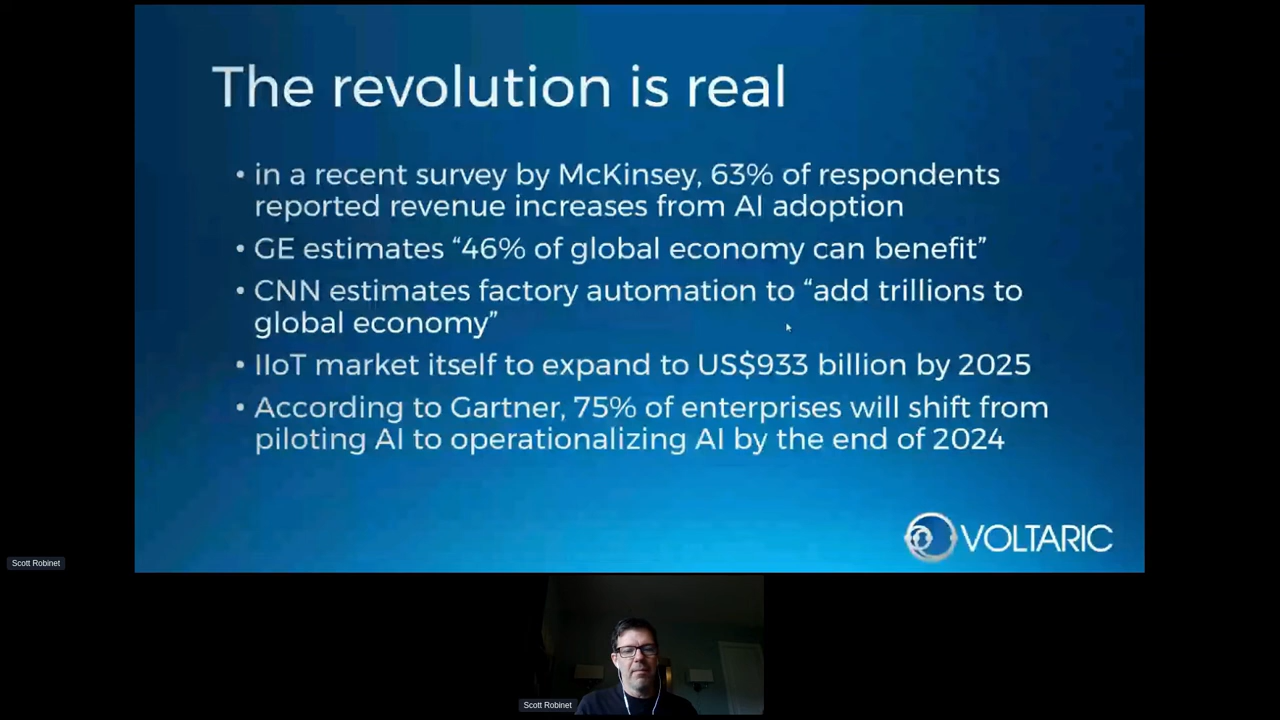 The revolution is real
• in a recent survey by McKinsey, 63% of respondents
reported revenue increases from AI adoption
• GE estimates “46% of global economy can benefit”
• CNN estimates factory automation to “add trillions to
global economy”
• IIoT market itself to expand to US$933 billion by 2025
• According to Gartner, 75% of enterprises will shift from
piloting AI to operationalizing AI by the end of 2024
VOLTARIC
Scott Robinet
Scott Robinet